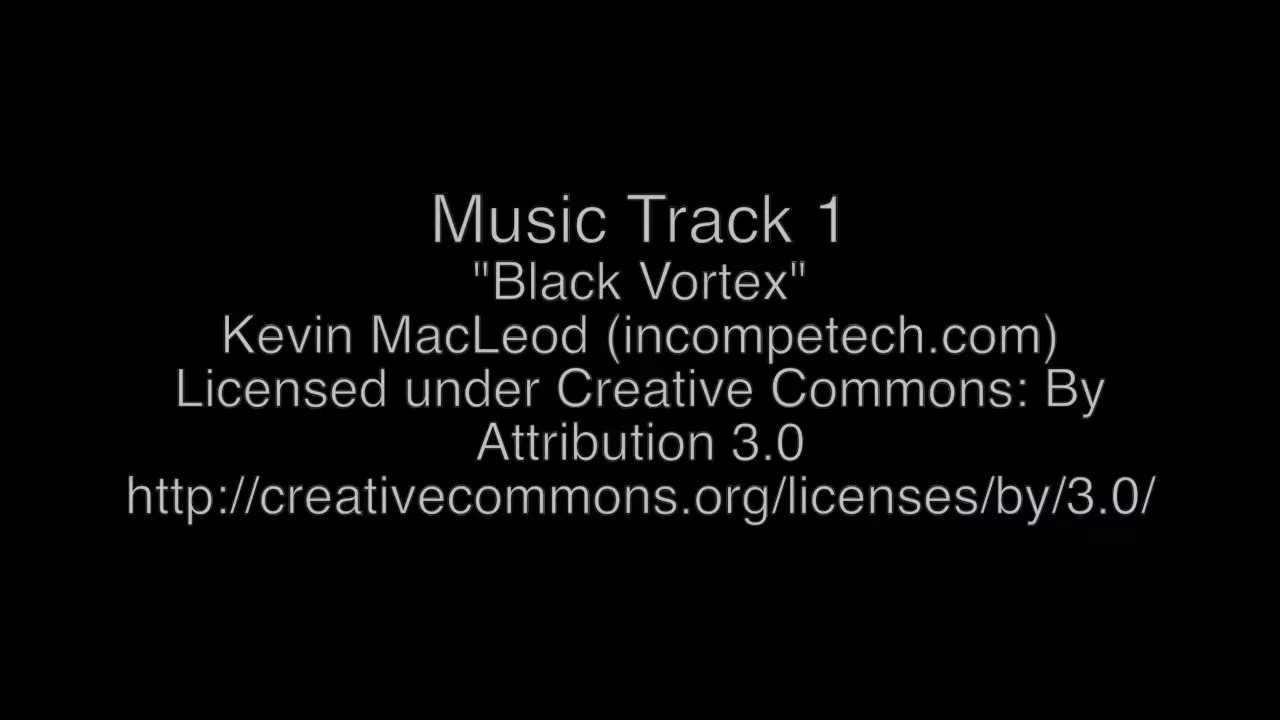 Music Track 1
"Black Vortex"
Kevin MacLeod (incompetech.com)
Licensed under Creative Commons: By
Attribution 3.0
http://creativecommons.org/licenses/by/3.0/